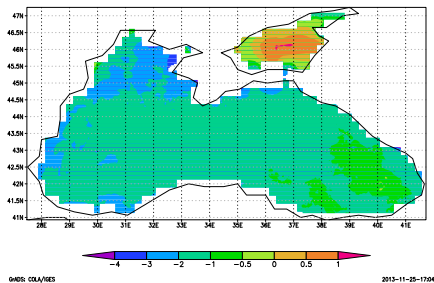 47N
46.5N
46N
45.5N
45N
44.5N
44N
43.5N
43N
42.5N
42N
41.5N
41N
28E 29E 30E 31E 32E 33E 34E 35E 36E 37E 38E 39E 40E 41E
-4 -3 -2 -1 -0.5 0 0.5 1
GrADS: COLA/IGES 2013-11-25-17:04